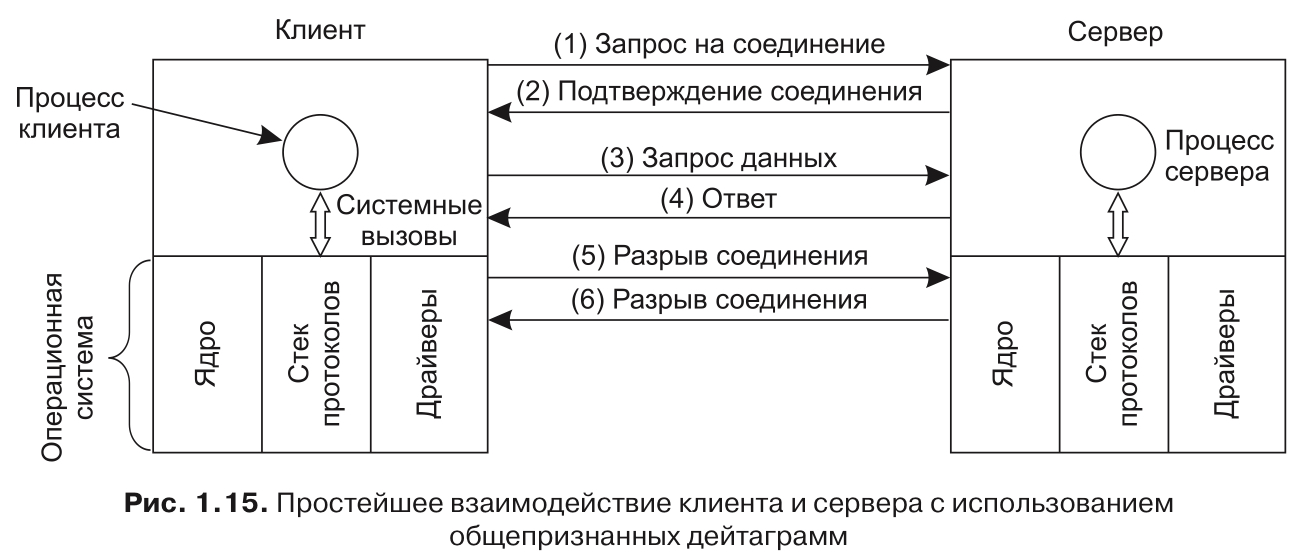 Клиент
Сервер
(1) Запрос на соединение
(2) Подтверждение соединения
Процесс
клиента
(3) Запрос данных
Процесс
сервера
(4) Ответ
Системные
вызовы
(5) Разрыв соединения
(6) Разрыв соединения
Операционная
система
Ядро
Стек
протоколов
Драйверы
Ядро
Стек
протоколов
Драйверы
Рис. 1.15. Простейшее взаимодействие клиента и сервера с использованием
общепризнанных дейтаграмм